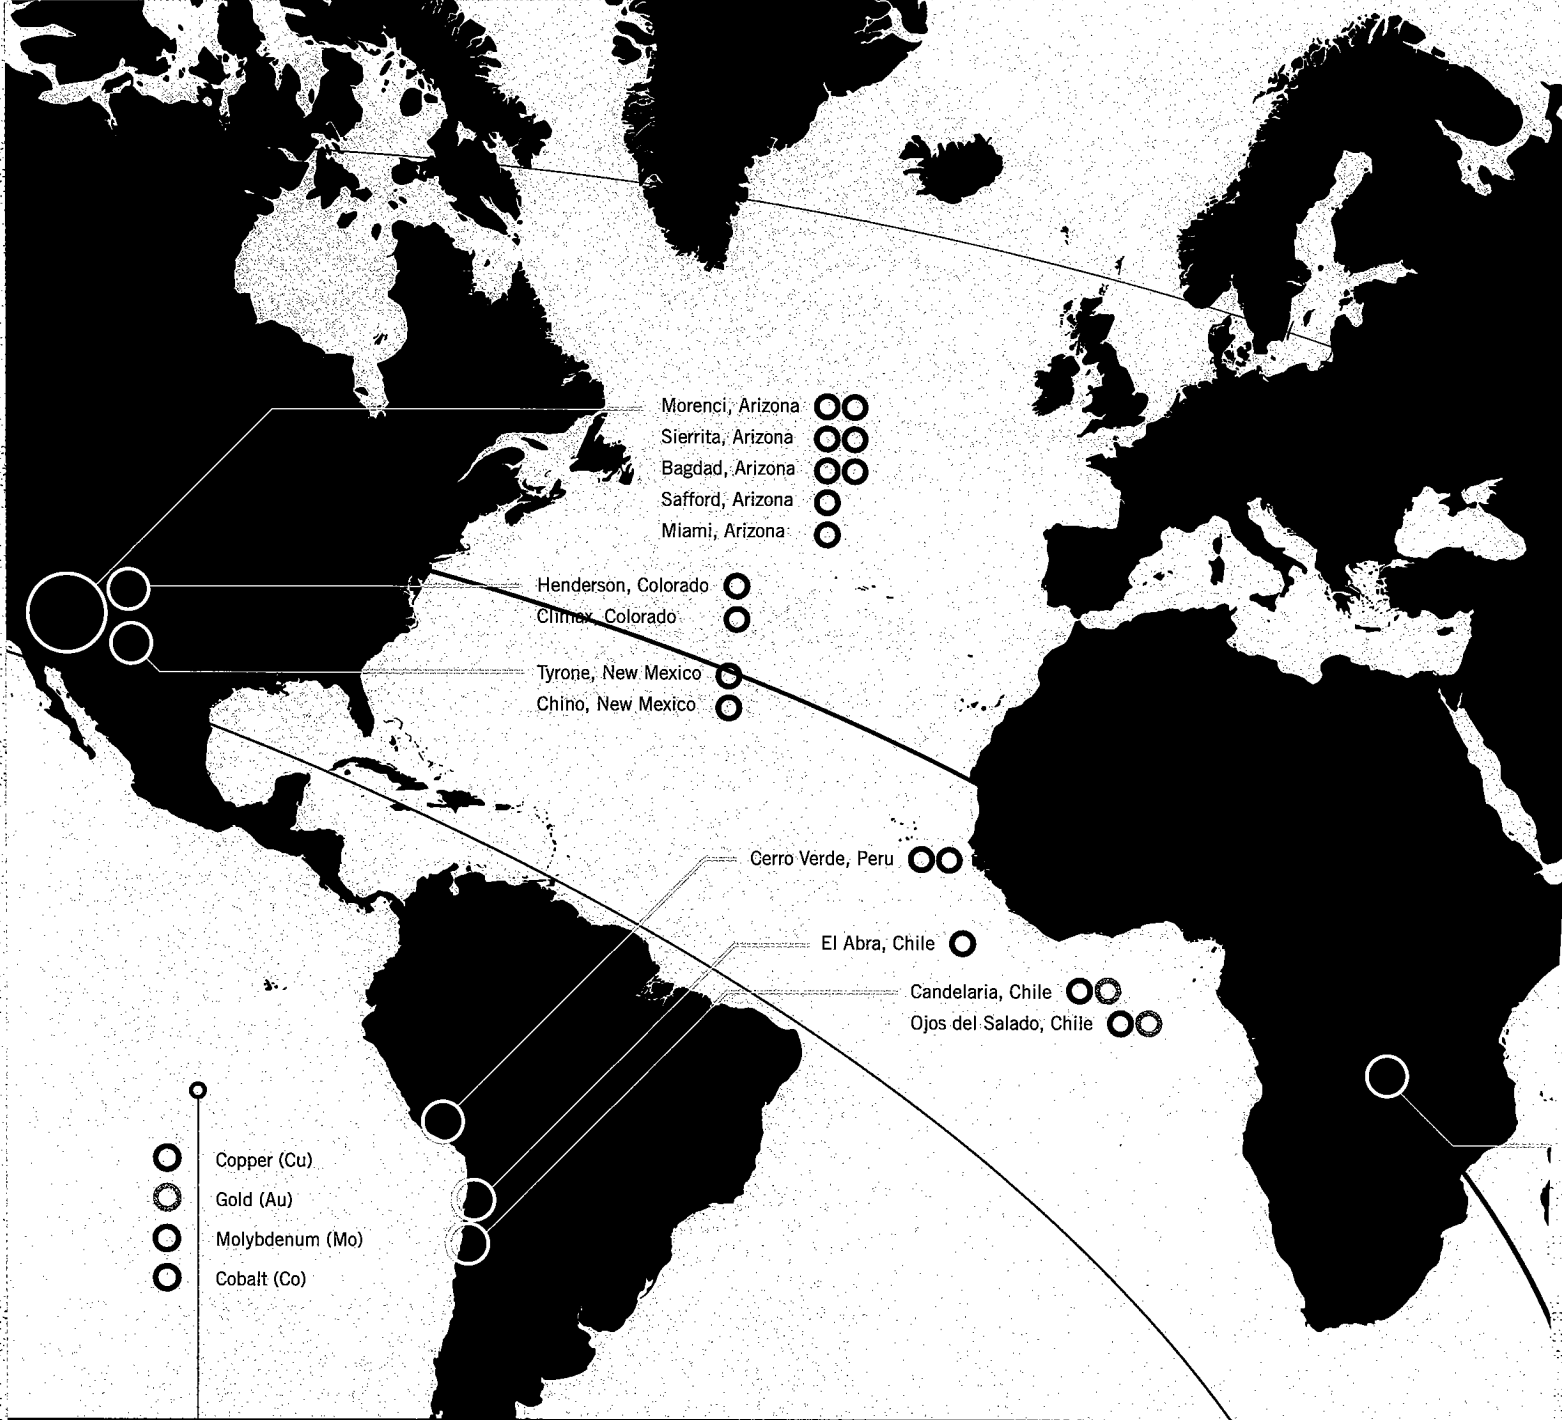 Morenci, Arizona
Sierrita, Arizona
Bagdad, Arizona
Safford, Arizona
Miami, Arizona
Henderson, Colorado
Climax, Colorado
Tyrone, New Mexico
Chino, New Mexico
Cerro Verde, Peru
El Abra, Chile
Candelaria, Chile
Ojos del Salado, Chile
Copper (Cu)
Gold (Au)
Molybdenum (Mo)
Cobalt (Co)